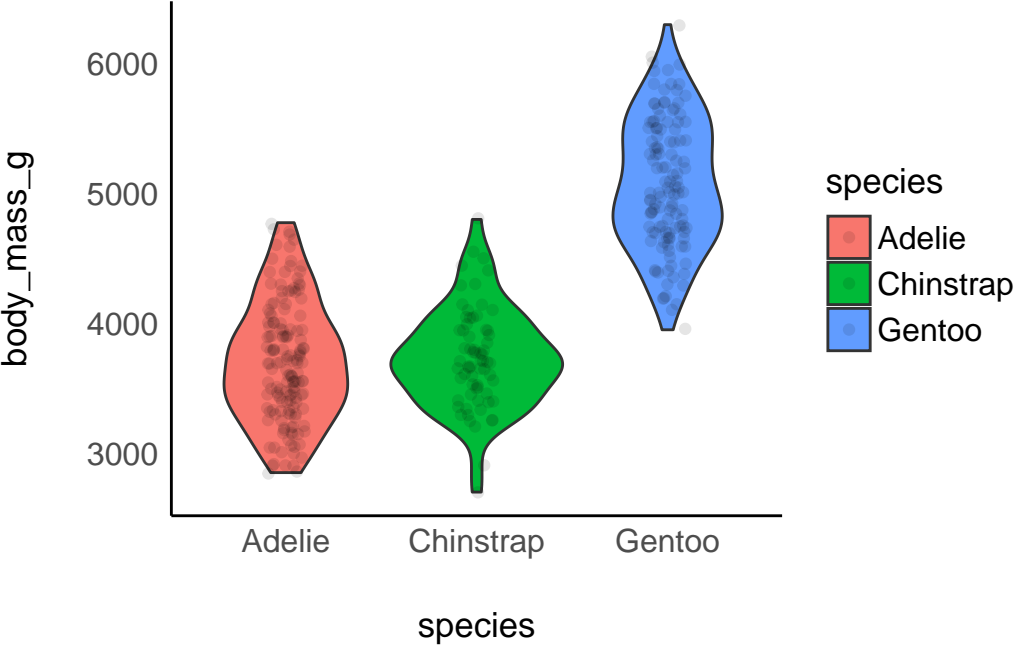 body_mass_g
6000
5000
4000
3000
Adelie
Chinstrap
Gentoo
species
species
Adelie
Chinstrap
Gentoo